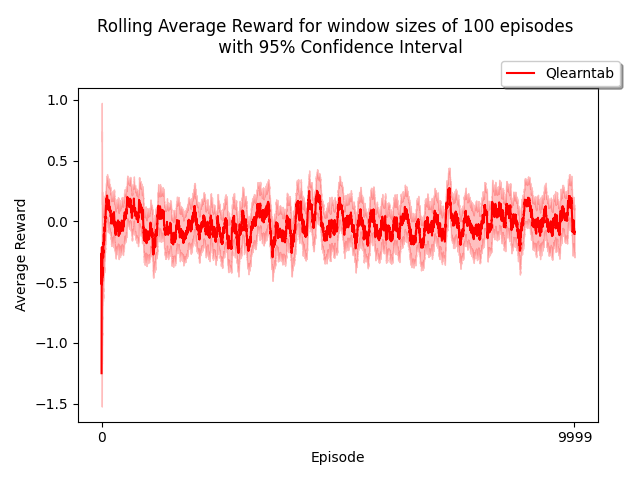 Rolling Average Reward for window sizes of 100 episodes
with 95% Confidence Interval
Qlearntab
1.0
0.5
0.0
−0.5
−1.0
−1.5
Average Reward
0
9999
Episode